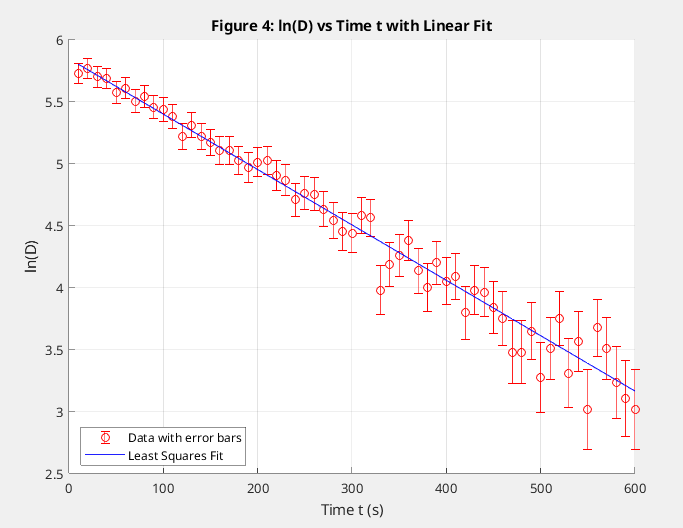 Figure 4: ln(D) vs Time t with Linear Fit
6
5.5
5
4.5
4
3.5
3
2.5
ln(D)
Data with error bars
Least Squares Fit
0 100 200 300 400 500 600
Time t (s)